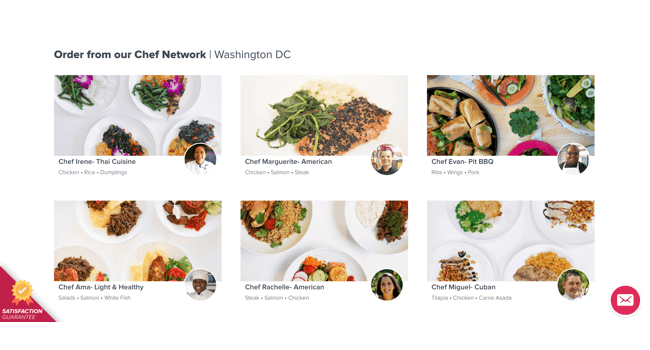 Order from our Chef Network | Washington DC
Chef Irene- Thai Cuisine
Chicken • Rice • Dumplings
Chef Marguerite- American
Chicken • Salmon • Steak
Chef Evan- Pit BBQ
Ribs • Wings • Pork
Chef Ama- Light & Healthy
Salads • Salmon • White Fish
Chef Rachelle- American
Steak • Salmon • Chicken
Chef Miguel- Cuban
Tilapia • Chicken • Carne Asada
SATISFACTION
GUARANTEE